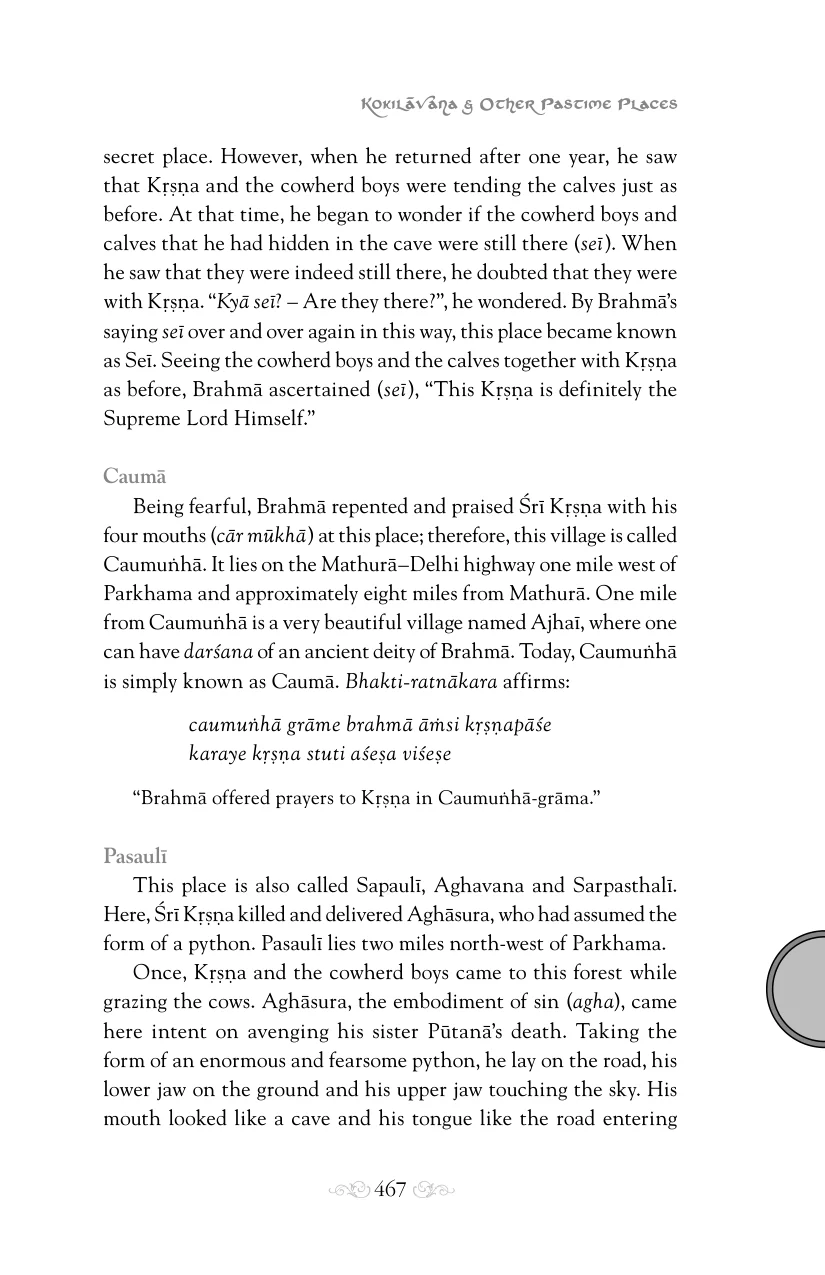 Kokilāvaṇa & Other Pastime Places
secret place. However, when he returned after one year, he saw
that Kṛṣṇa and the cowherd boys were tending the calves just as
before. At that time, he began to wonder if the cowherd boys and
calves that he had hidden in the cave were still there (seī). When
he saw that they were indeed still there, he doubted that they were
with Kṛṣṇa. “Kyā seī? – Are they there?”, he wondered. By Brahmā’s
saying seī over and over again in this way, this place became known
as Seī. Seeing the cowherd boys and the calves together with Kṛṣṇa
as before, Brahmā ascertained (seī), “This Kṛṣṇa is definitely the
Supreme Lord Himself.”
Caumā
Being fearful, Brahmā repented and praised Śrī Kṛṣṇa with his
four mouths (cār mūkhā) at this place; therefore, this village is called
Caumuṅhā. It lies on the Mathurā–Delhi highway one mile west of
Parkhama and approximately eight miles from Mathurā. One mile
from Caumuṅhā is a very beautiful village named Ajhaī, where one
can have darśana of an ancient deity of Brahmā. Today, Caumuṅhā
is simply known as Caumā. Bhakti-ratnākara affirms:
caumuṅhā grāme brahmā āṁsi kṛṣṇapāśe
karaye kṛṣṇa stuti aśeṣa viśeṣe
“Brahmā offered prayers to Kṛṣṇa in Caumuṅhā-grāma.”
Pasaulī
This place is also called Sapaulī, Aghavana and Sarpasthalī.
Here, Śrī Kṛṣṇa killed and delivered Aghāsura, who had assumed the
form of a python. Pasaulī lies two miles north-west of Parkhama.
Once, Kṛṣṇa and the cowherd boys came to this forest while
grazing the cows. Aghāsura, the embodiment of sin (agha), came
here intent on avenging his sister Pūtanā’s death. Taking the
form of an enormous and fearsome python, he lay on the road, his
lower jaw on the ground and his upper jaw touching the sky. His
mouth looked like a cave and his tongue like the road entering
467